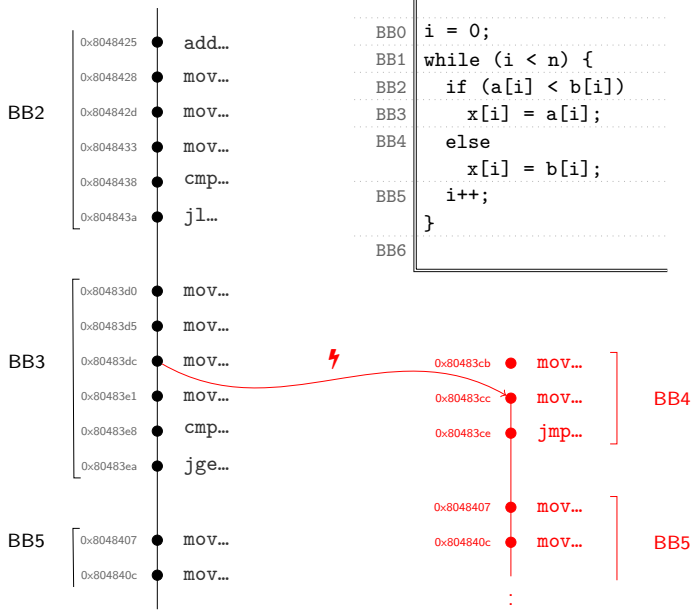 BB0 i = 0;
BB1 while (i < n) {
BB2 if (a[i] < b[i])
BB3 x[i] = a[i];
BB4 else
x[i] = b[i];
BB5 i++;
}
BB6
BB2
0x8048425 add…
0x8048428 mov…
0x804842d mov…
0x8048433 mov…
0x8048438 cmp…
0x804843a jl…
BB3
0x80483d0 mov…
0x80483d5 mov…
0x80483dc mov…
0x80483e1 mov…
0x80483e8 cmp…
0x80483ea jge…
BB5
0x8048407 mov…
0x804840c mov…
BB4
0x80483cb mov…
0x80483cc mov…
0x80483ce jmp…
BB5
0x8048407 mov…
0x804840c mov…